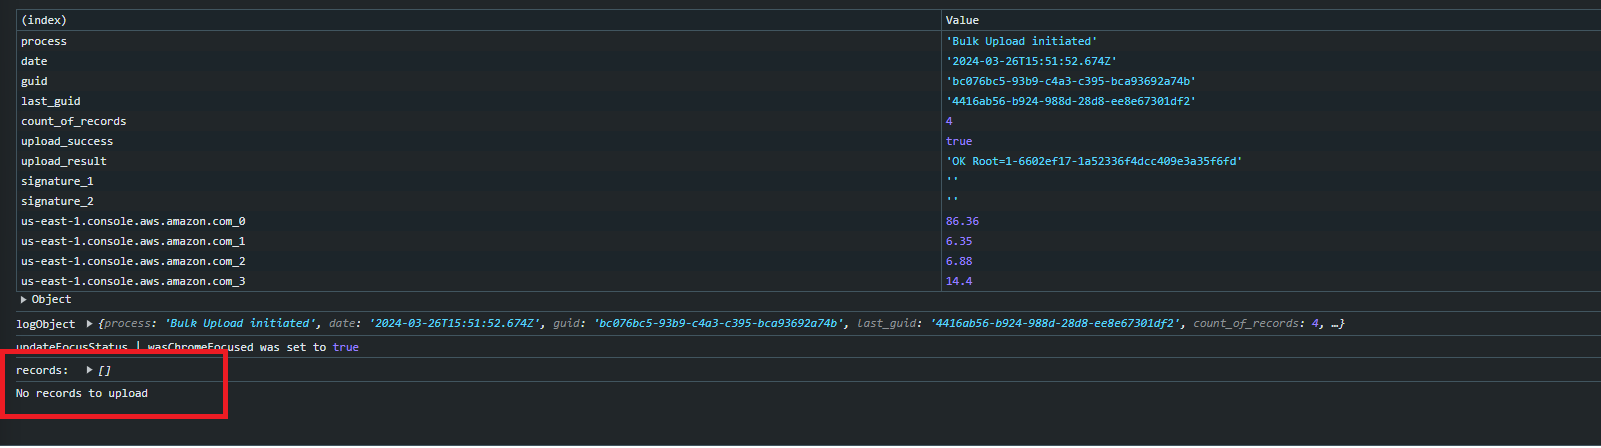 (index) Value
process 'Bulk Upload initiated'
date '2024-03-26T15:51:52.674Z'
guid 'bc076bc5-93b9-c4a3-c395-bca93692a74b'
last_guid '4416ab56-b924-988d-28d8-ee8e67301df2'
count_of_records 4
upload_success true
upload_result 'OK Root=1-6602ef17-1a52336f4dcc409e3a35f6fd'
signature_1 ''
signature_2 ''
us-east-1.console.aws.amazon.com_0 86.36
us-east-1.console.aws.amazon.com_1 6.35
us-east-1.console.aws.amazon.com_2 6.88
us-east-1.console.aws.amazon.com_3 14.4
Object
logObject {process: 'Bulk Upload initiated', date: '2024-03-26T15:51:52.674Z', guid: 'bc076bc5-93b9-c4a3-c395-bca93692a74b', last_guid: '4416ab56-b924-988d-28d8-ee8e67301df2', count_of_records: 4, …}
updateFocusStatus | wasChromeFocused was set to true
records: []
No records to upload